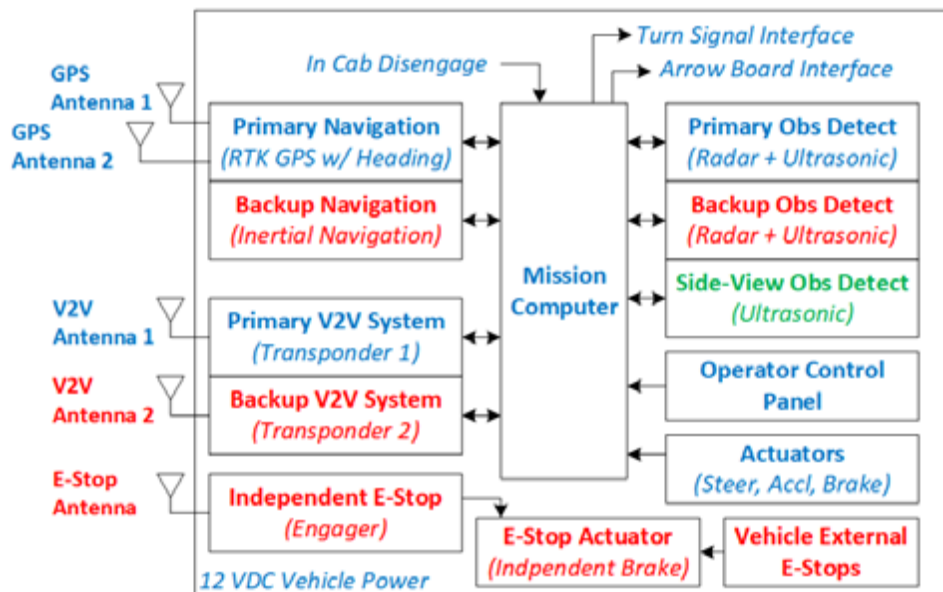 Turn Signal Interface
In Cab Disengage
Arrow Board Interface
GPS
Antenna 1
GPS
Antenna 2
Primary Navigation
(RTK GPS w/ Heading)
Backup Navigation
(Inertial Navigation)
V2V
Antenna 1
Primary V2V System
(Transponder 1)
V2V
Antenna 2
Backup V2V System
(Transponder 2)
E-Stop
Antenna
Independent E-Stop
(Engager)
12 VDC Vehicle Power
Mission
Computer
Primary Obs Detect
(Radar + Ultrasonic)
Backup Obs Detect
(Radar + Ultrasonic)
Side-View Obs Detect
(Ultrasonic)
Operator Control
Panel
Actuators
(Steer, Accl, Brake)
E-Stop Actuator
(Indpendent Brake)
Vehicle External
E-Stops